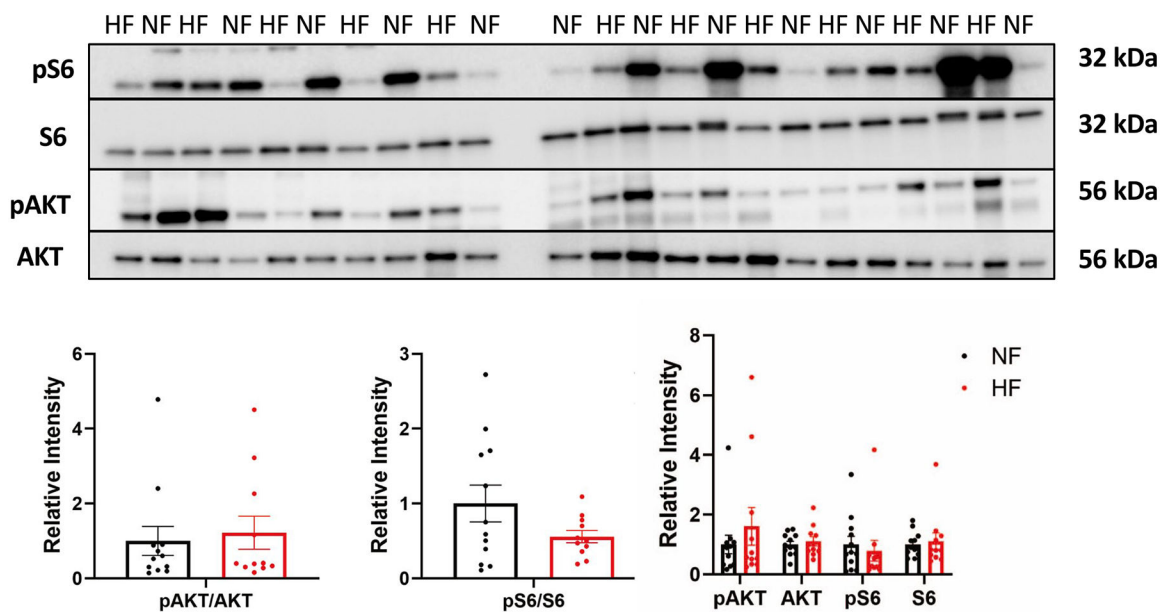 HF NF HF NF HF NF HF NF HF NF NF HF NF HF NF HF NF HF NF HF NF HF NF
pS6 32 kDa
S6 32 kDa
pAKT 56 kDa
AKT 56 kDa
Relative Intensity
6
4
2
0
pAKT/AKT
Relative Intensity
3
2
1
0
pS6/S6
Relative Intensity
8
6
4
2
0
pAKT AKT pS6 S6
NF
HF